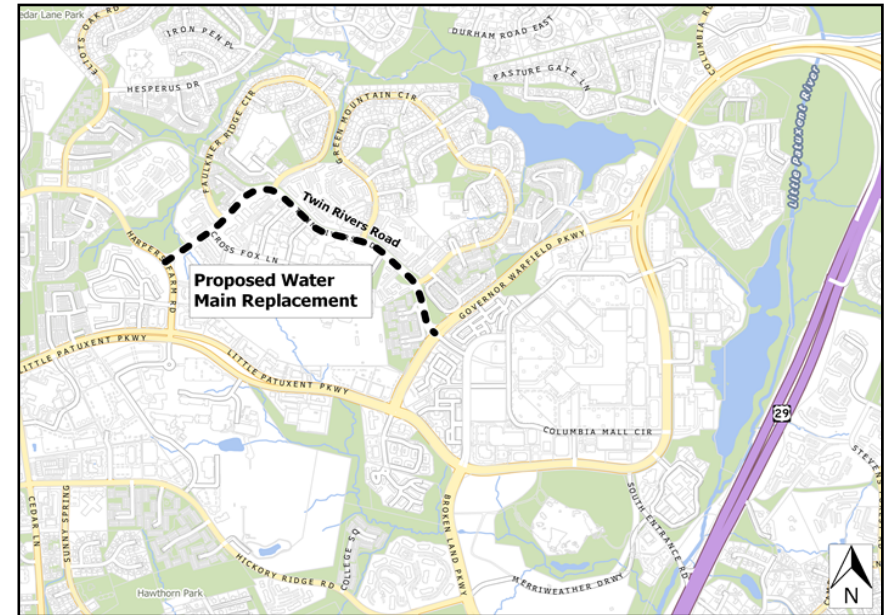 edar Lane Park
ELIOTS OAK RD
IRON PEN PL
HESPERUS DR
DURHAM ROAD EAST
COLUMBIA RD
PASTURE GATE LN
Little Patuxent River
FAULKNER RIDGE CIR
GREEN MOUNTAIN CIR
Twin Rivers Road
CROSS FOX LN
HARPERS FARM RD
Proposed Water
Main Replacement
GOVERNOR WARFIELD PKWY
LITTLE PATUXENT PKWY
LITTLE PATUXENT PKWY
29
COLUMBIA MALL CIR
STEVENS
SOUTH ENTRANCE RD
CEDAR LN
SUNNY SPRING
BROKEN LAND PKWY
COLLEGE SQ
HICKORY RIDGE RD
MERRIWEATHER DRWY
Hawthorn Park
N